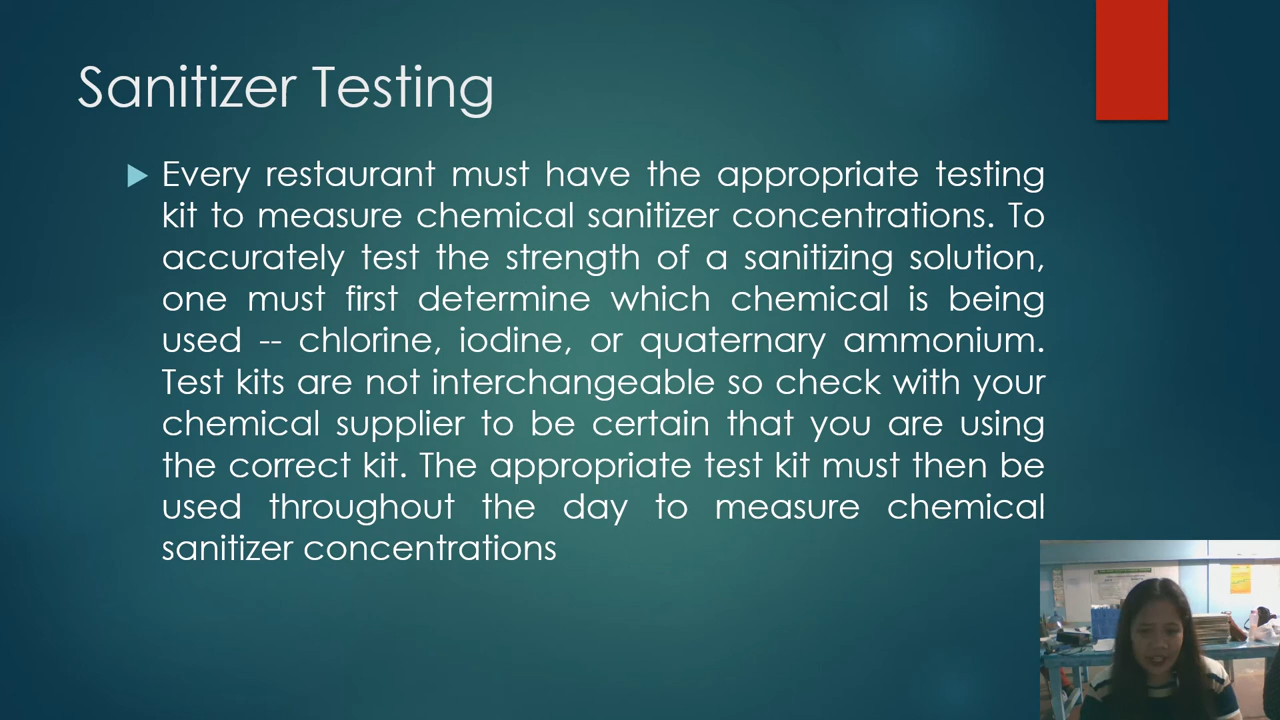 Sanitizer Testing
Every restaurant must have the appropriate testing
kit to measure chemical sanitizer concentrations. To
accurately test the strength of a sanitizing solution,
one must first determine which chemical is being
used -- chlorine, iodine, or quaternary ammonium.
Test kits are not interchangeable so check with your
chemical supplier to be certain that you are using
the correct kit. The appropriate test kit must then be
used throughout the day to measure chemical
sanitizer concentrations